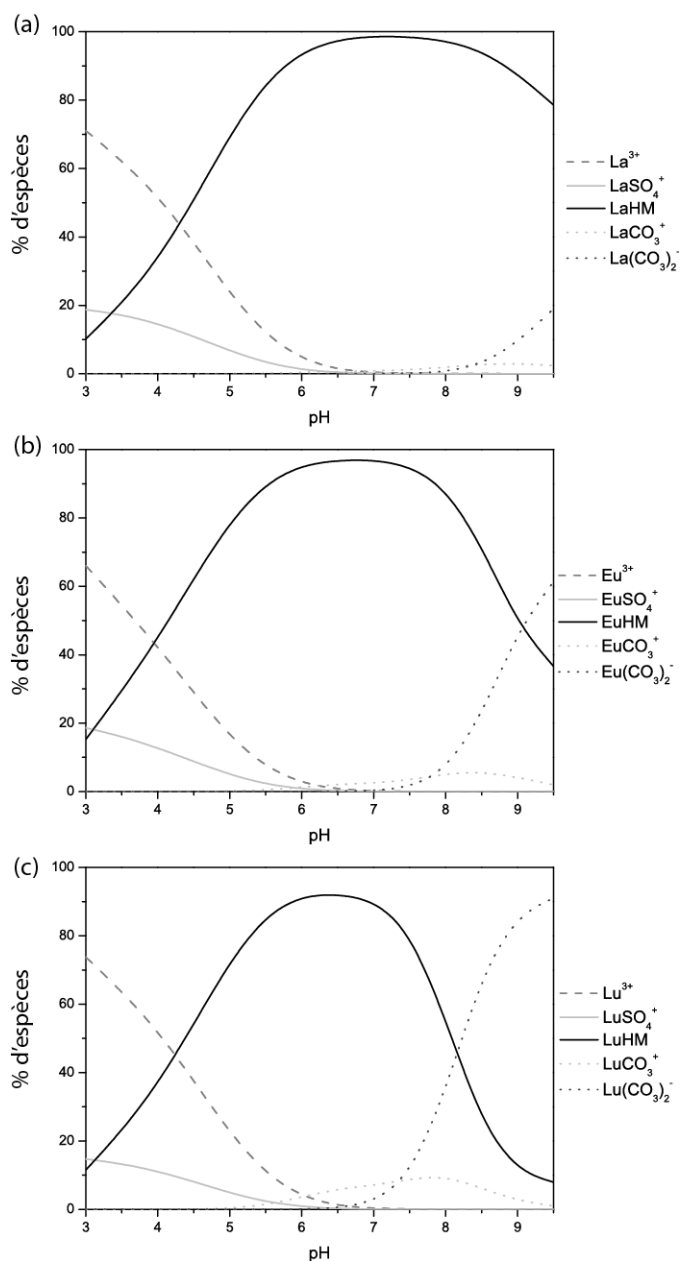 (a)
% d'espèces
100
80
60
40
20
0
3 4 5 6 7 8 9
pH
La³⁺
LaSO₄⁺
LaHM
LaCO₃⁺
La(CO₃)₂⁻
(b)
% d'espèces
100
80
60
40
20
0
3 4 5 6 7 8 9
pH
Eu³⁺
EuSO₄⁺
EuHM
EuCO₃⁺
Eu(CO₃)₂⁻
(c)
% d'espèces
100
80
60
40
20
0
3 4 5 6 7 8 9
pH
Lu³⁺
LuSO₄⁺
LuHM
LuCO₃⁺
Lu(CO₃)₂⁻